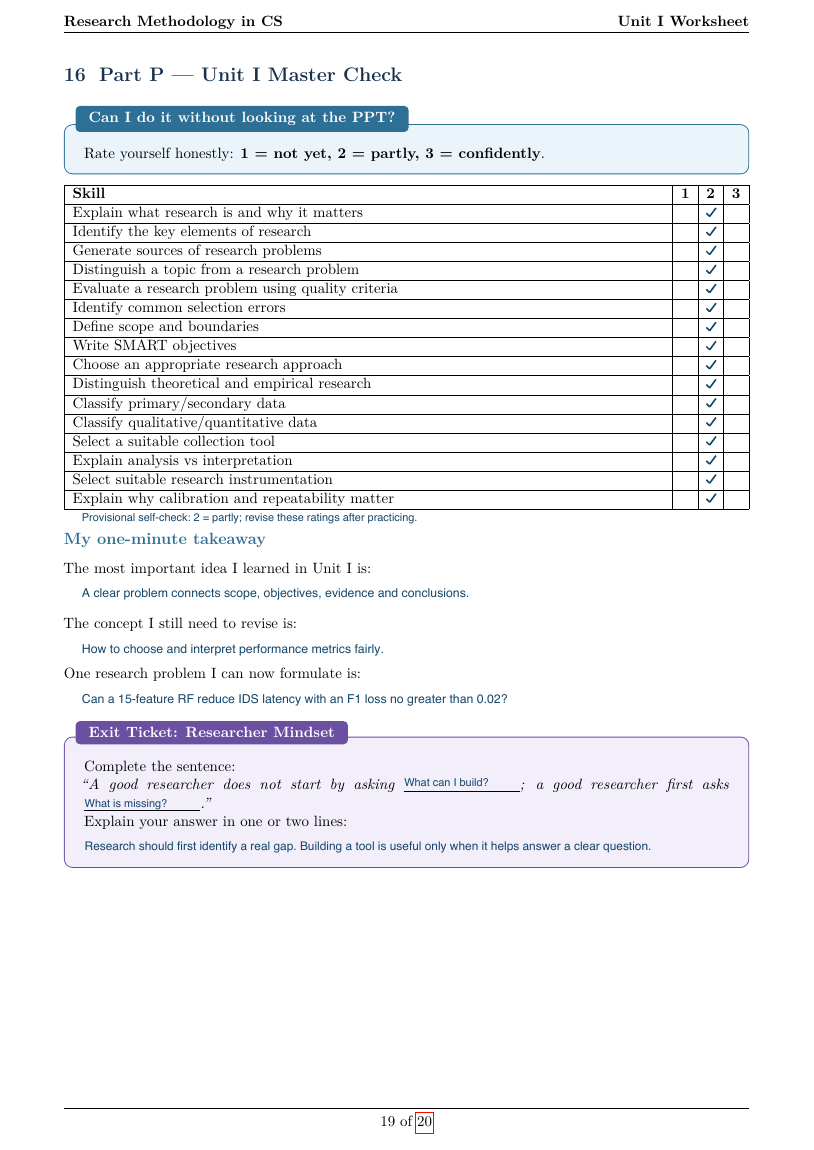 Research Methodology in CS Unit I Worksheet
16 Part P — Unit I Master Check
Can I do it without looking at the PPT?
Rate yourself honestly: 1 = not yet, 2 = partly, 3 = confidently.
Skill 1 2 3
Explain what research is and why it matters ✓
Identify the key elements of research ✓
Generate sources of research problems ✓
Distinguish a topic from a research problem ✓
Evaluate a research problem using quality criteria ✓
Identify common selection errors ✓
Define scope and boundaries ✓
Write SMART objectives ✓
Choose an appropriate research approach ✓
Distinguish theoretical and empirical research ✓
Classify primary/secondary data ✓
Classify qualitative/quantitative data ✓
Select a suitable collection tool ✓
Explain analysis vs interpretation ✓
Select suitable research instrumentation ✓
Explain why calibration and repeatability matter ✓
Provisional self-check: 2 = partly; revise these ratings after practicing.
My one-minute takeaway
The most important idea I learned in Unit I is:
A clear problem connects scope, objectives, evidence and conclusions.
The concept I still need to revise is:
How to choose and interpret performance metrics fairly.
One research problem I can now formulate is:
Can a 15-feature RF reduce IDS latency with an F1 loss no greater than 0.02?
Exit Ticket: Researcher Mindset
Complete the sentence:
“A good researcher does not start by asking What can I build? ; a good researcher first asks
What is missing? .”
Explain your answer in one or two lines:
Research should first identify a real gap. Building a tool is useful only when it helps answer a clear question.
19 of 20